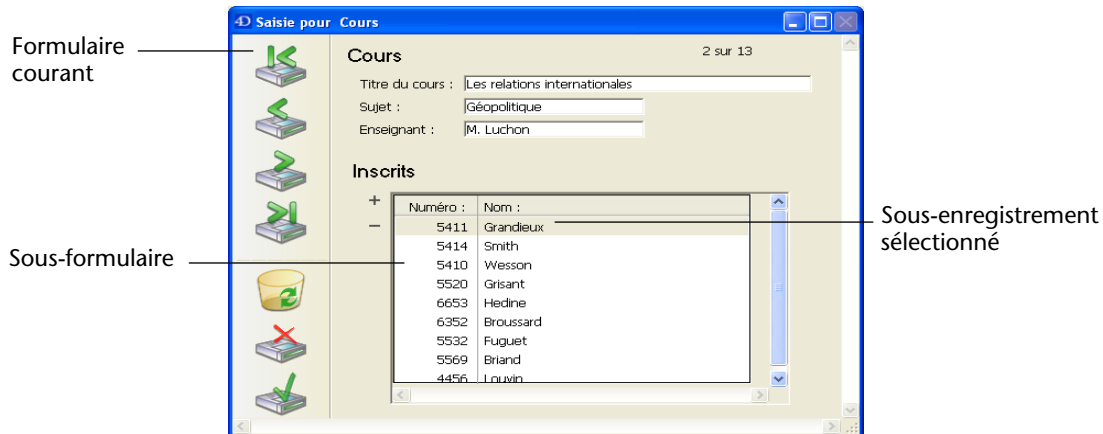 4D Saisie pour Cours
Formulaire
courant
Cours
2 sur 13
Titre du cours : Les relations internationales
Sujet : Géopolitique
Enseignant : M. Luchon
Inscrits
+
−
Numéro : Nom :
5411 Grandieux
5414 Smith
5410 Wesson
5520 Grisant
6653 Hedine
6352 Broussard
5532 Fuguet
5569 Briand
4456 Louvin
Sous-enregistrement
sélectionné
Sous-formulaire